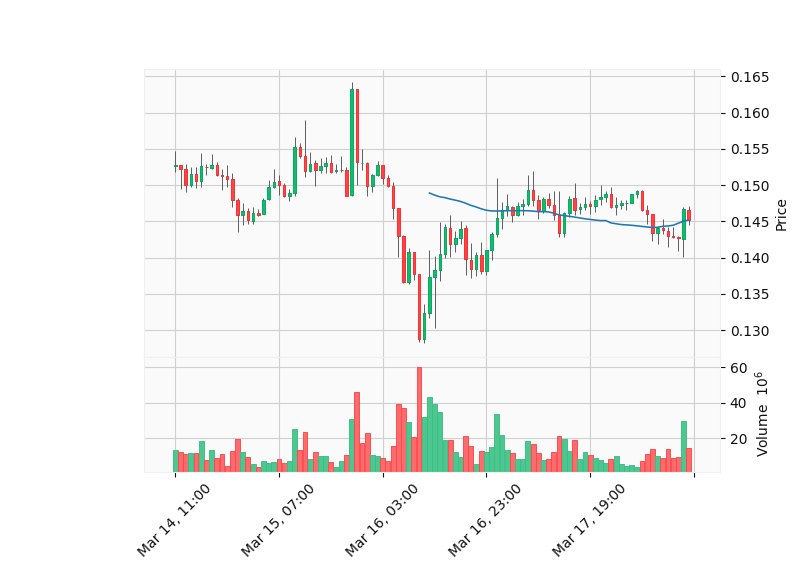 0.165
0.160
0.155
0.150
0.145
0.140
0.135
0.130
Price
60
40
20
Volume 10⁶
Mar 14, 11:00
Mar 15, 07:00
Mar 16, 03:00
Mar 16, 23:00
Mar 17, 19:00